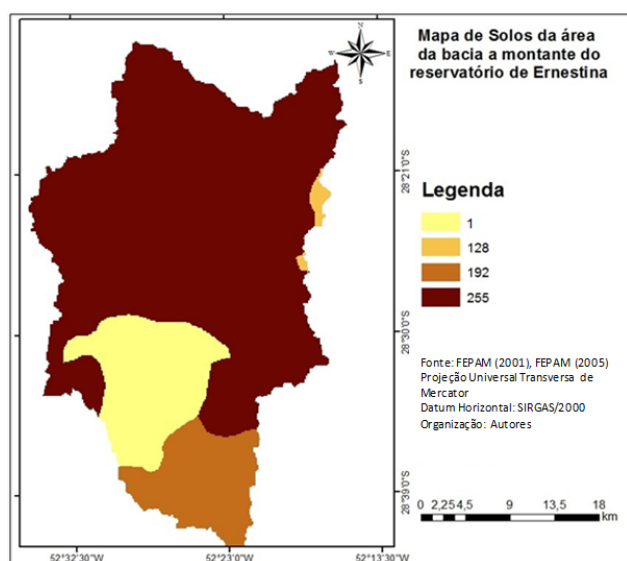 Mapa de Solos da área
da bacia a montante do
reservatório de Ernestina
N
W
E
S
28°21'0"S
28°30'0"S
28°39'0"S
Legenda
1
128
192
255
Fonte: FEPAM (2001), FEPAM (2005)
Projeção Universal Transversa de
Mercator
Datum Horizontal: SIRGAS/2000
Organização: Autores
0 2,254,5 9 13,5 18
km
52°32'30"W 52°23'0"W 52°13'30"W